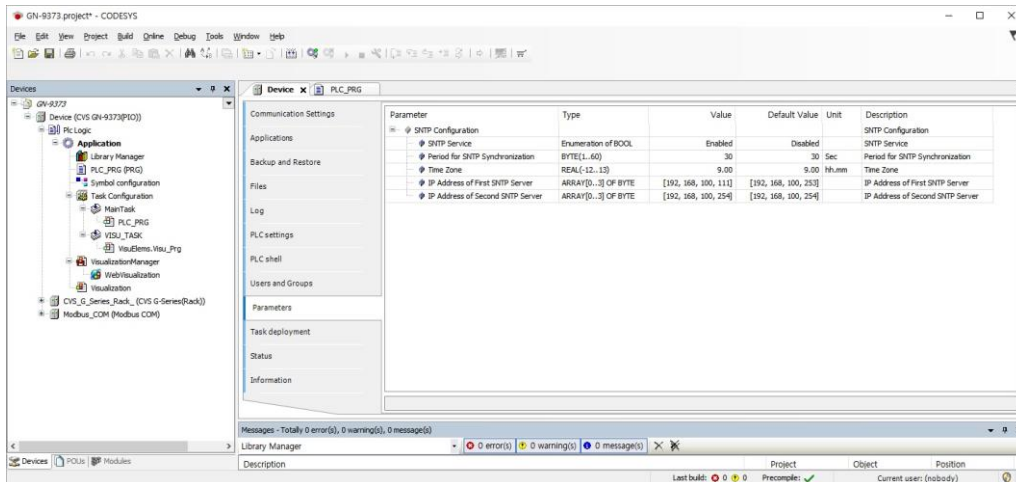 GN-9373.project* - CODESYS
File Edit View Project Build Online Debug Tools Window Help
Devices
Device PLC_PRG
GN-9373
Device (CVS GN-9373(PIO))
Plc Logic
Application
Library Manager
PLC_PRG (PRG)
Symbol configuration
Task Configuration
MainTask
PLC_PRG
VISU_TASK
VisuElems.Visu_Prg
VisualizationManager
WebVisualization
Visualization
CVS_G_Series_Rack_ (CVS G-Series(Rack))
Modbus_COM (Modbus COM)
Communication Settings
Applications
Backup and Restore
Files
Log
PLC settings
PLC shell
Users and Groups
Parameters
Task deployment
Status
Information
Parameter Type Value Default Value Unit Description
SNTP Configuration SNTP Configuration
SNTP Service Enumeration of BOOL Enabled Disabled SNTP Service
Period for SNTP Synchronization BYTE(1..60) 30 30 Sec Period for SNTP Synchronization
Time Zone REAL(-12..13) 9.00 9.00 hh.mm Time Zone
IP Address of First SNTP Server ARRAY[0..3] OF BYTE [192, 168, 100, 111] [192, 168, 100, 253] IP Address of First SNTP Server
IP Address of Second SNTP Server ARRAY[0..3] OF BYTE [192, 168, 100, 254] [192, 168, 100, 254] IP Address of Second SNTP Server
Messages - Totally 0 error(s), 0 warning(s), 0 message(s)
Library Manager 0 error(s) 0 warning(s) 0 message(s)
Description Project Object Position
Devices POUs Modules
Last build: 0 0 Precompile: Current user: (nobody)